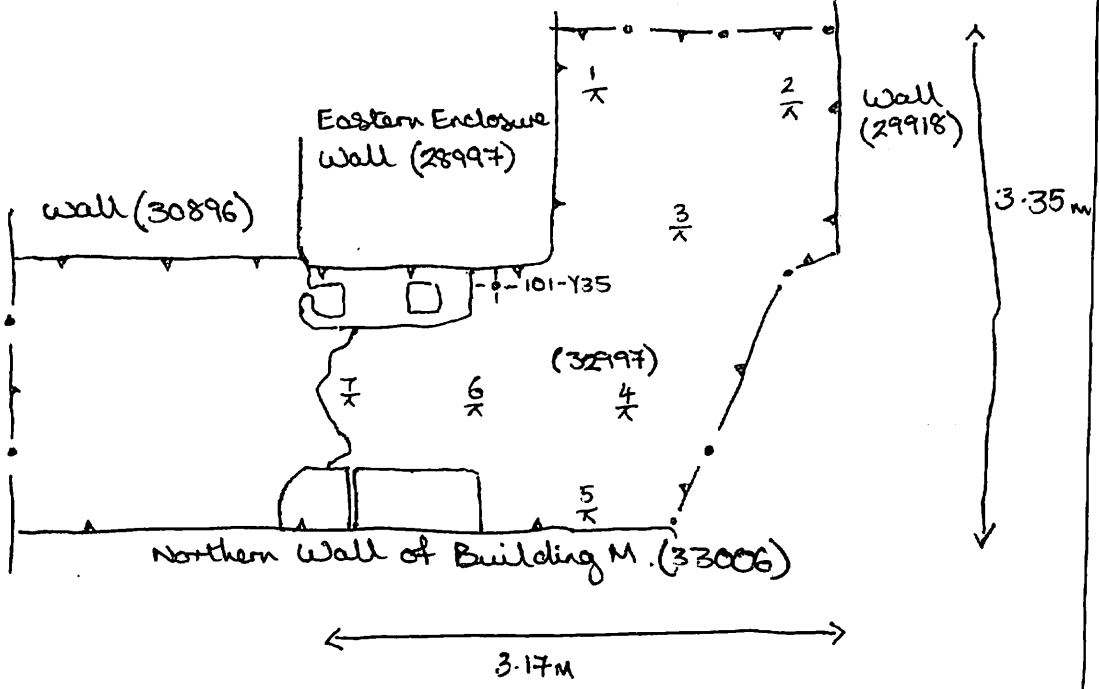 1
2
Wall
(29918)
Eastern Enclosure
Wall (28997)
3.35m
Wall (30896)
3
101-Y35
(32997)
7
6
4
5
Northern Wall of Building M. (33006)
3.17M